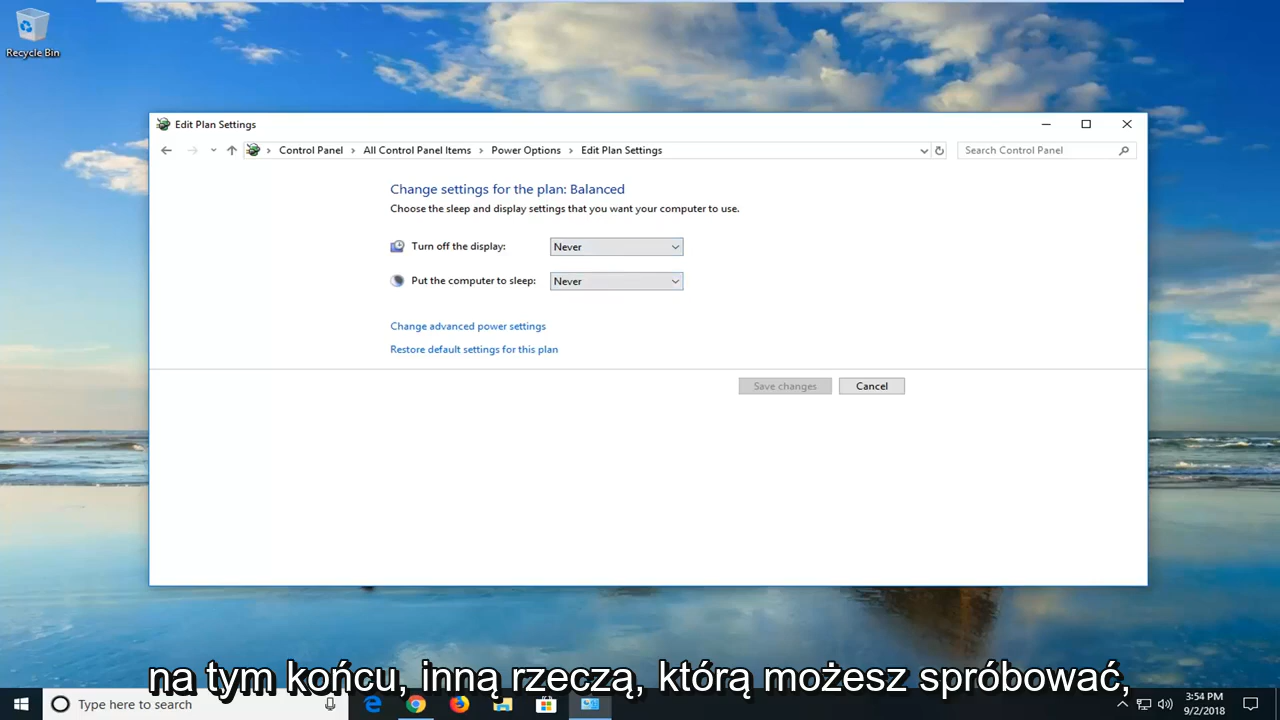 Recycle Bin
Edit Plan Settings
Control Panel > All Control Panel Items > Power Options > Edit Plan Settings
Search Control Panel
Change settings for the plan: Balanced
Choose the sleep and display settings that you want your computer to use.
Turn off the display: Never
Put the computer to sleep: Never
Change advanced power settings
Restore default settings for this plan
Save changes Cancel
na tym końcu, inną rzeczą, którą możesz spróbować,
Type here to search
3:54 PM
9/2/2018